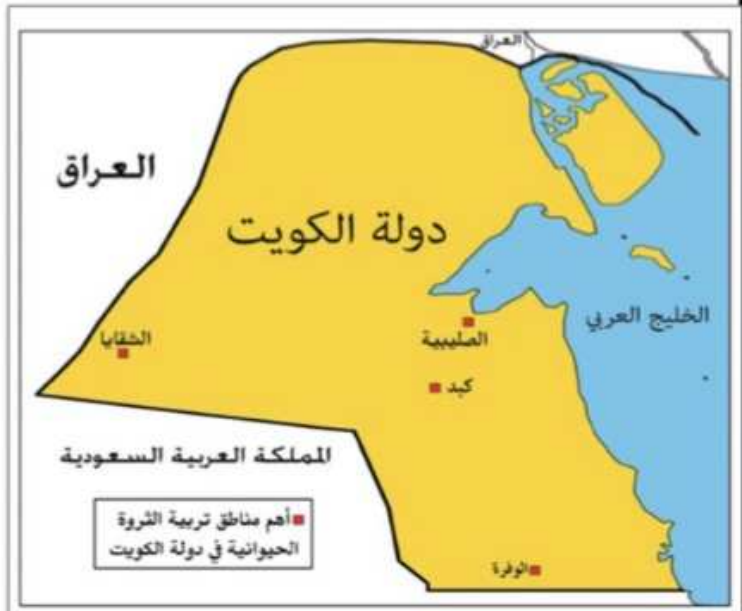 العراق
العراق
دولة الكويت
الخليج العربي
الصليبية
الشقايا
كبد
المملكة العربية السعودية
أهم مناطق تربية الثروة
الحيوانية في دولة الكويت
الوفرة